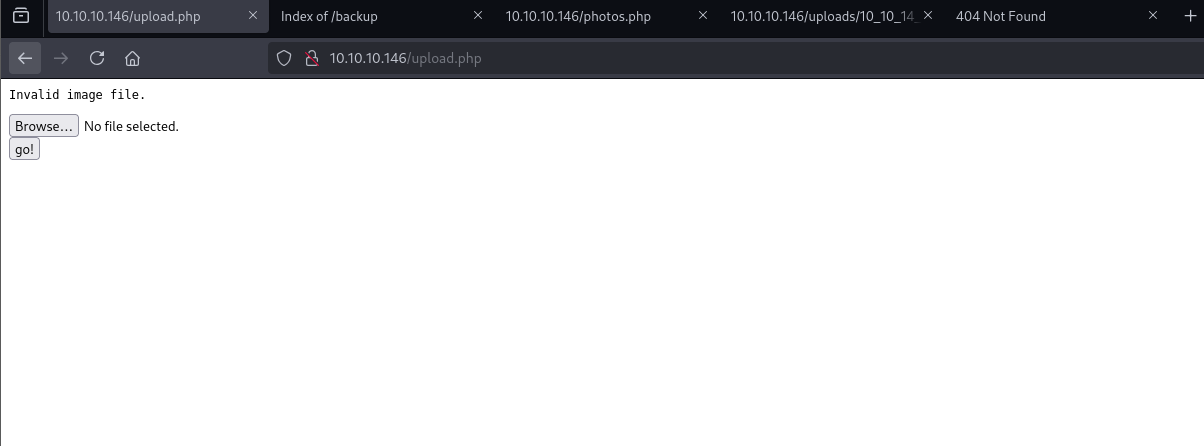 10.10.10.146/upload.php
Index of /backup
10.10.10.146/photos.php
10.10.10.146/uploads/10_10_14_
404 Not Found
10.10.10.146/upload.php
Invalid image file.
Browse... No file selected.
go!